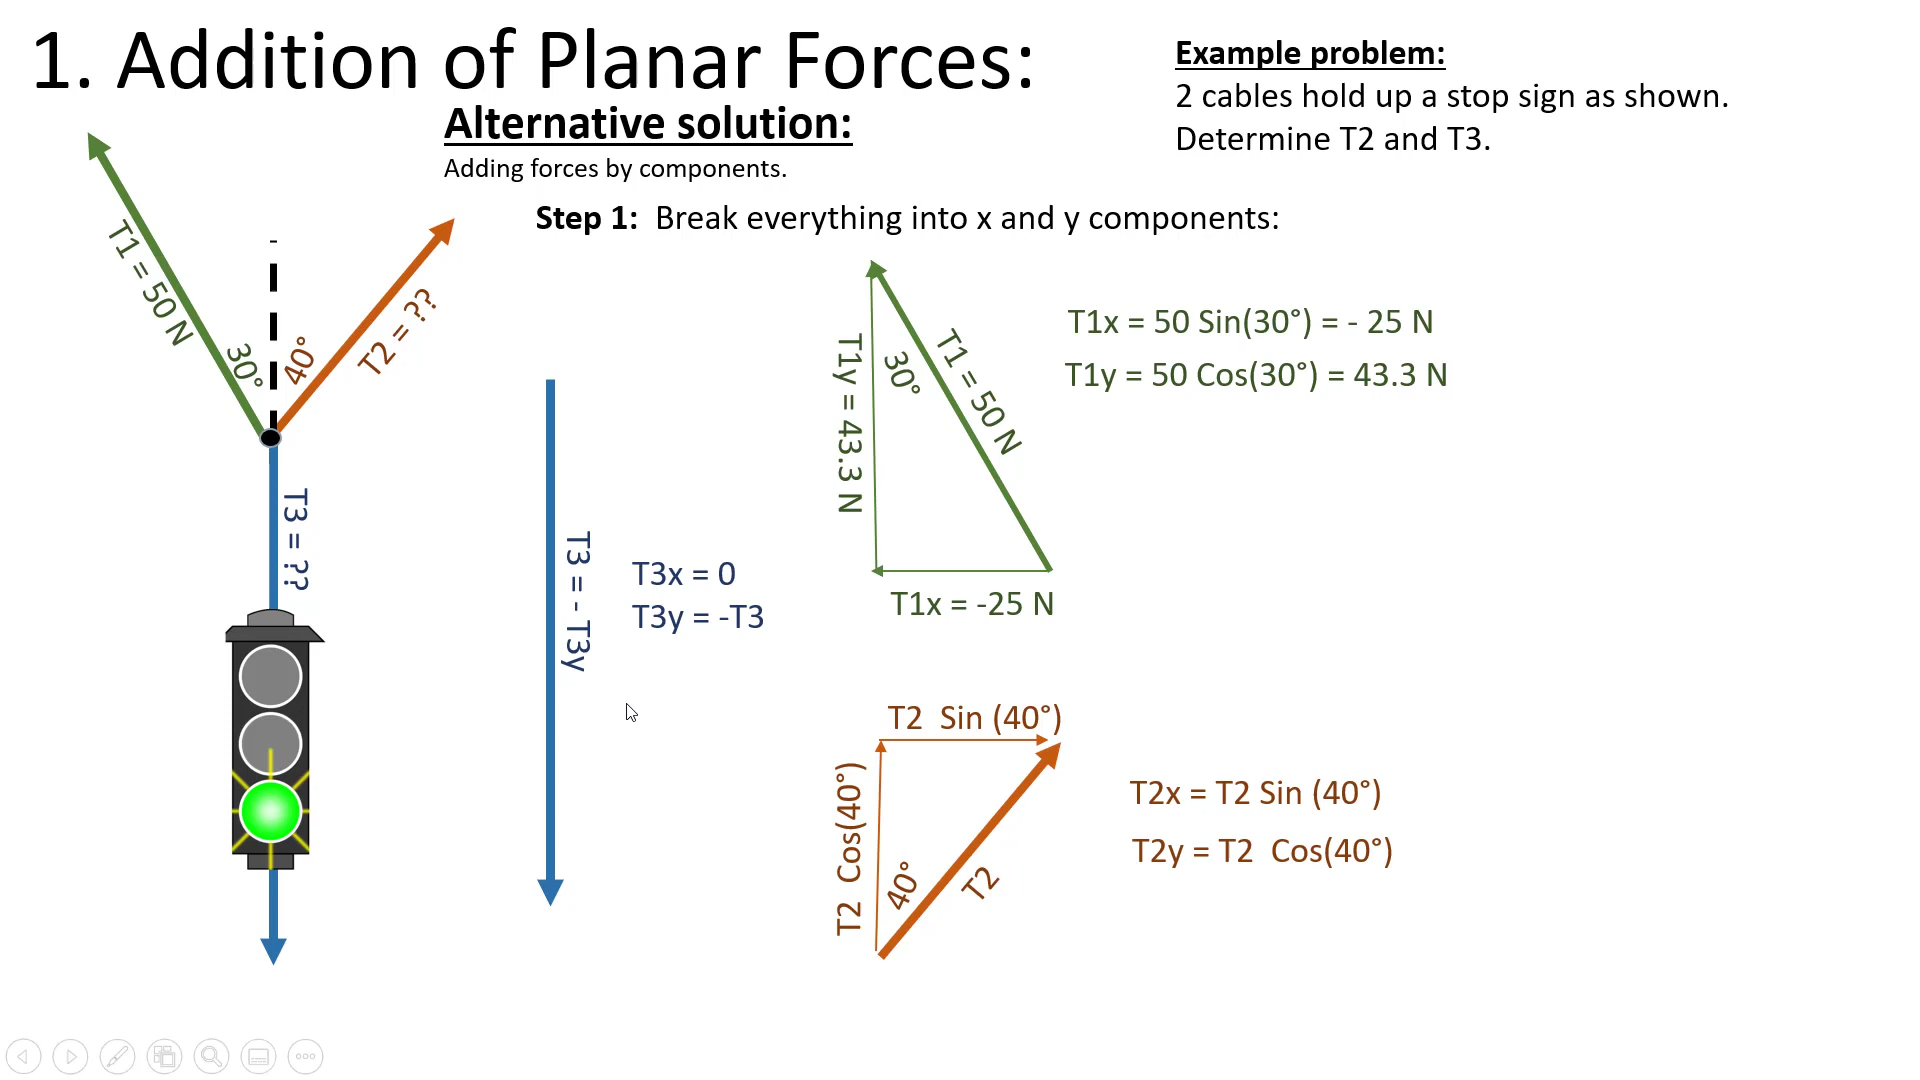 1. Addition of Planar Forces:
Alternative solution:
Adding forces by components.
Example problem:
2 cables hold up a stop sign as shown.
Determine T2 and T3.
Step 1: Break everything into x and y components:
T1 = 50 N
30°
40°
T2 = ??
T3 = ??
T3 = - T3y
T3x = 0
T3y = -T3
T1y = 43.3 N
30°
T1 = 50 N
T1x = -25 N
T1x = 50 Sin(30°) = - 25 N
T1y = 50 Cos(30°) = 43.3 N
T2 Sin (40°)
T2 Cos(40°)
40°
T2
T2x = T2 Sin (40°)
T2y = T2 Cos(40°)